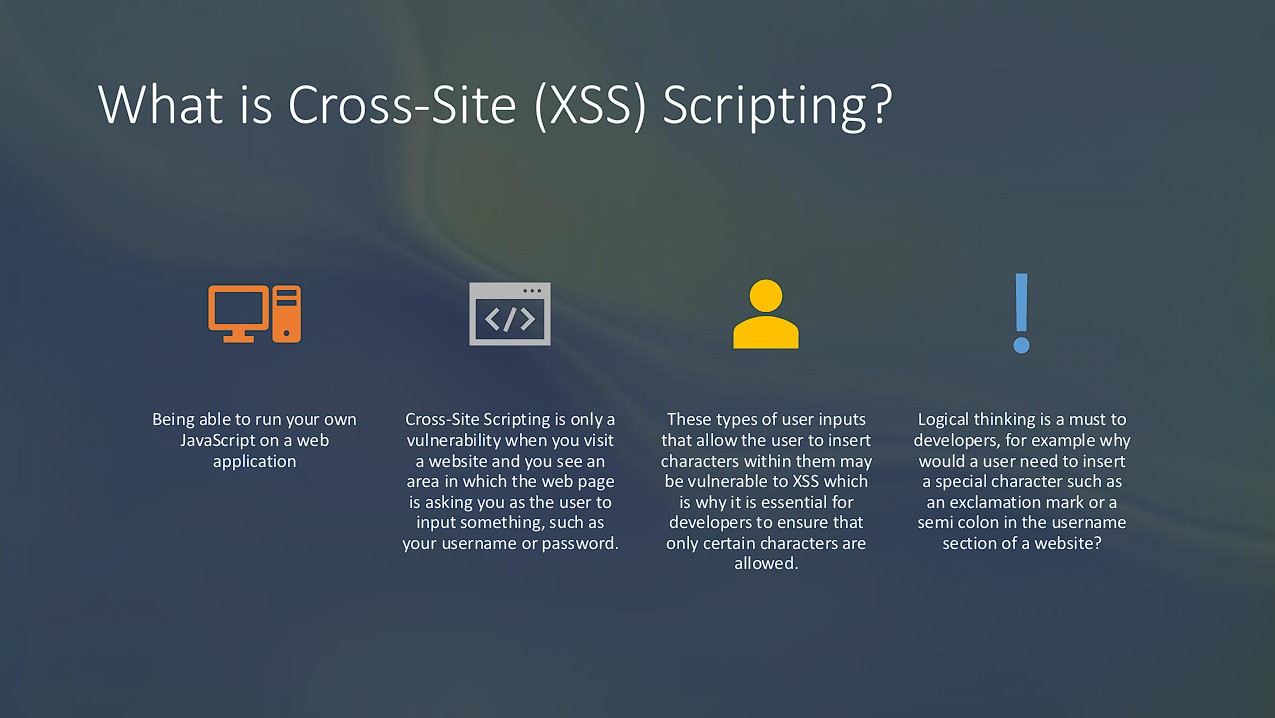 What is Cross-Site (XSS) Scripting?
Being able to run your own
JavaScript on a web
application
Cross-Site Scripting is only a
vulnerability when you visit
a website and you see an
area in which the web page
is asking you as the user to
input something, such as
your username or password.
These types of user inputs
that allow the user to insert
characters within them may
be vulnerable to XSS which
is why it is essential for
developers to ensure that
only certain characters are
allowed.
Logical thinking is a must to
developers, for example why
would a user need to insert
a special character such as
an exclamation mark or a
semi colon in the username
section of a website?